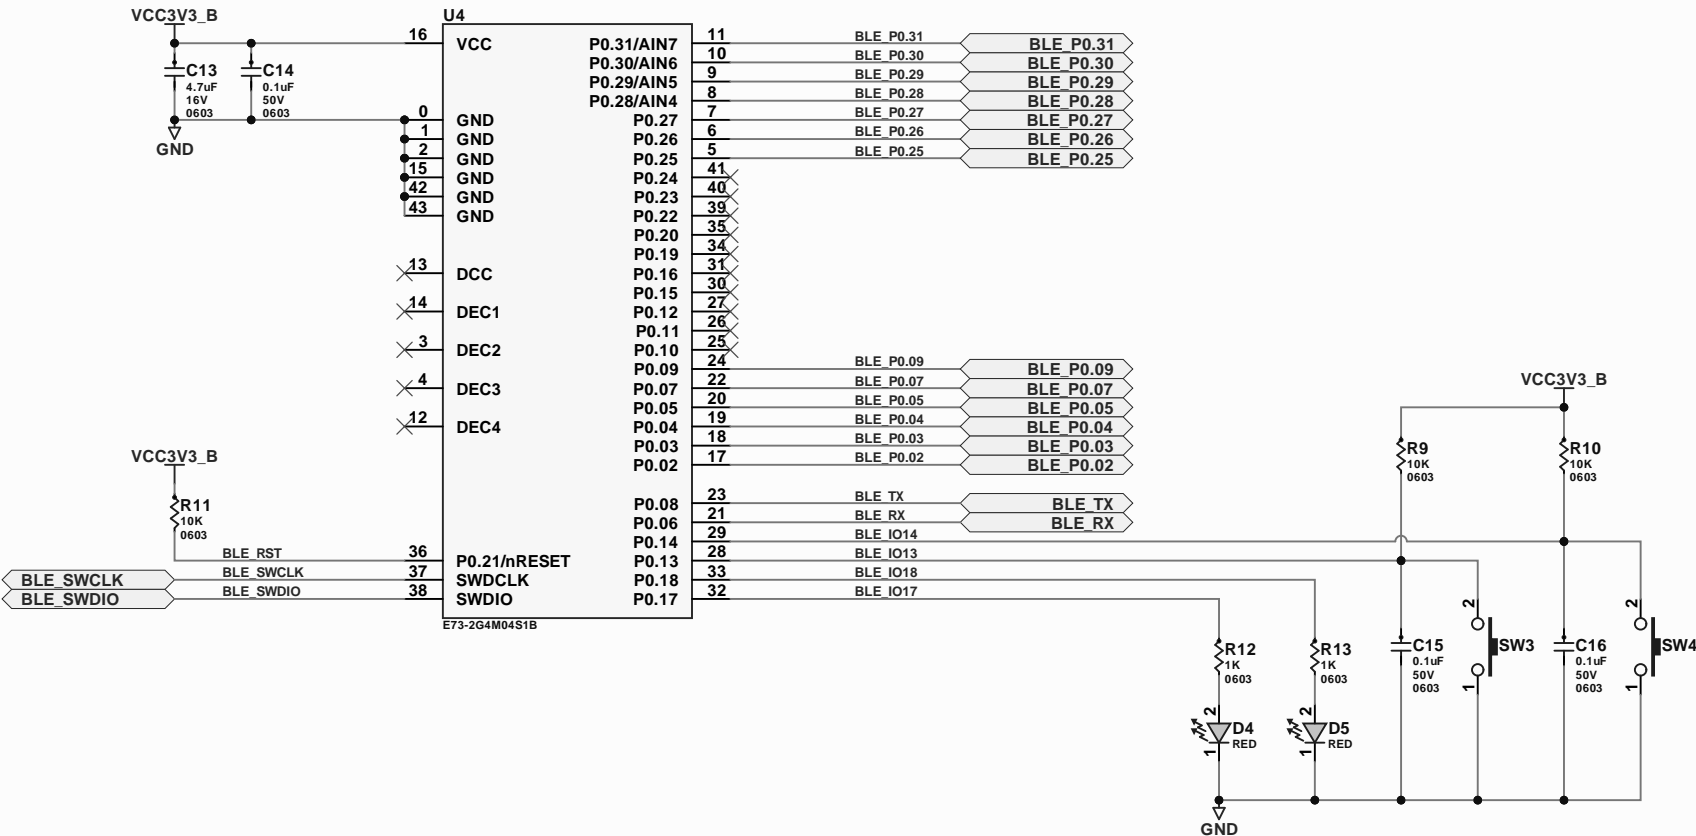 VCC3V3_B
U4
16 VCC
C13
4.7uF
16V
0603
C14
0.1uF
50V
0603
GND
0 GND
1 GND
2 GND
15 GND
42 GND
43 GND
13 DCC
14 DEC1
3 DEC2
4 DEC3
12 DEC4
VCC3V3_B
R11
10K
0603
BLE_RST 36 P0.21/nRESET
BLE_SWCLK BLE_SWCLK 37 SWDCLK
BLE_SWDIO BLE_SWDIO 38 SWDIO
E73-2G4M04S1B
P0.31/AIN7 11 BLE_P0.31 BLE_P0.31
P0.30/AIN6 10 BLE_P0.30 BLE_P0.30
P0.29/AIN5 9 BLE_P0.29 BLE_P0.29
P0.28/AIN4 8 BLE_P0.28 BLE_P0.28
P0.27 7 BLE_P0.27 BLE_P0.27
P0.26 6 BLE_P0.26 BLE_P0.26
P0.25 5 BLE_P0.25 BLE_P0.25
P0.24 41
P0.23 40
P0.22 39
P0.20 35
P0.19 34
P0.16 31
P0.15 30
P0.12 27
P0.11 26
P0.10 25
P0.09 24 BLE_P0.09 BLE_P0.09
P0.07 22 BLE_P0.07 BLE_P0.07
P0.05 20 BLE_P0.05 BLE_P0.05
P0.04 19 BLE_P0.04 BLE_P0.04
P0.03 18 BLE_P0.03 BLE_P0.03
P0.02 17 BLE_P0.02 BLE_P0.02
P0.08 23 BLE_TX BLE_TX
P0.06 21 BLE_RX BLE_RX
P0.14 29 BLE_IO14
P0.13 28 BLE_IO13
P0.18 33 BLE_IO18
P0.17 32 BLE_IO17
VCC3V3_B
R9
10K
0603
R10
10K
0603
R12
1K
0603
R13
1K
0603
C15
0.1uF
50V
0603
2
SW3
1
C16
0.1uF
50V
0603
2
SW4
1
2
D4
RED
1
2
D5
RED
1
GND